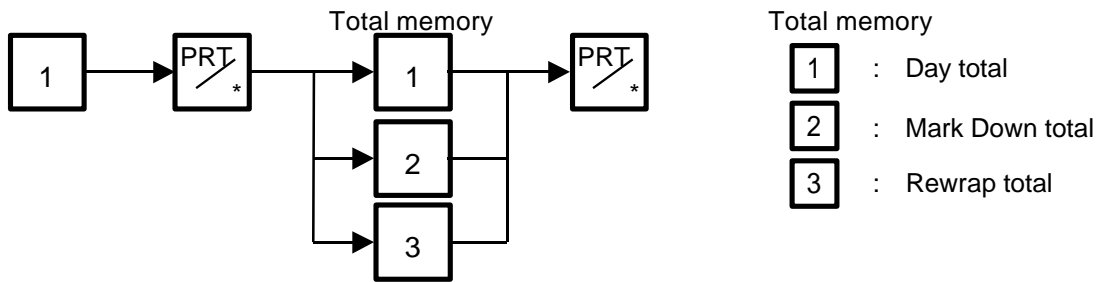 Total memory
1 PRT * 1 PRT *
2
3
Total memory
1 : Day total
2 : Mark Down total
3 : Rewrap total